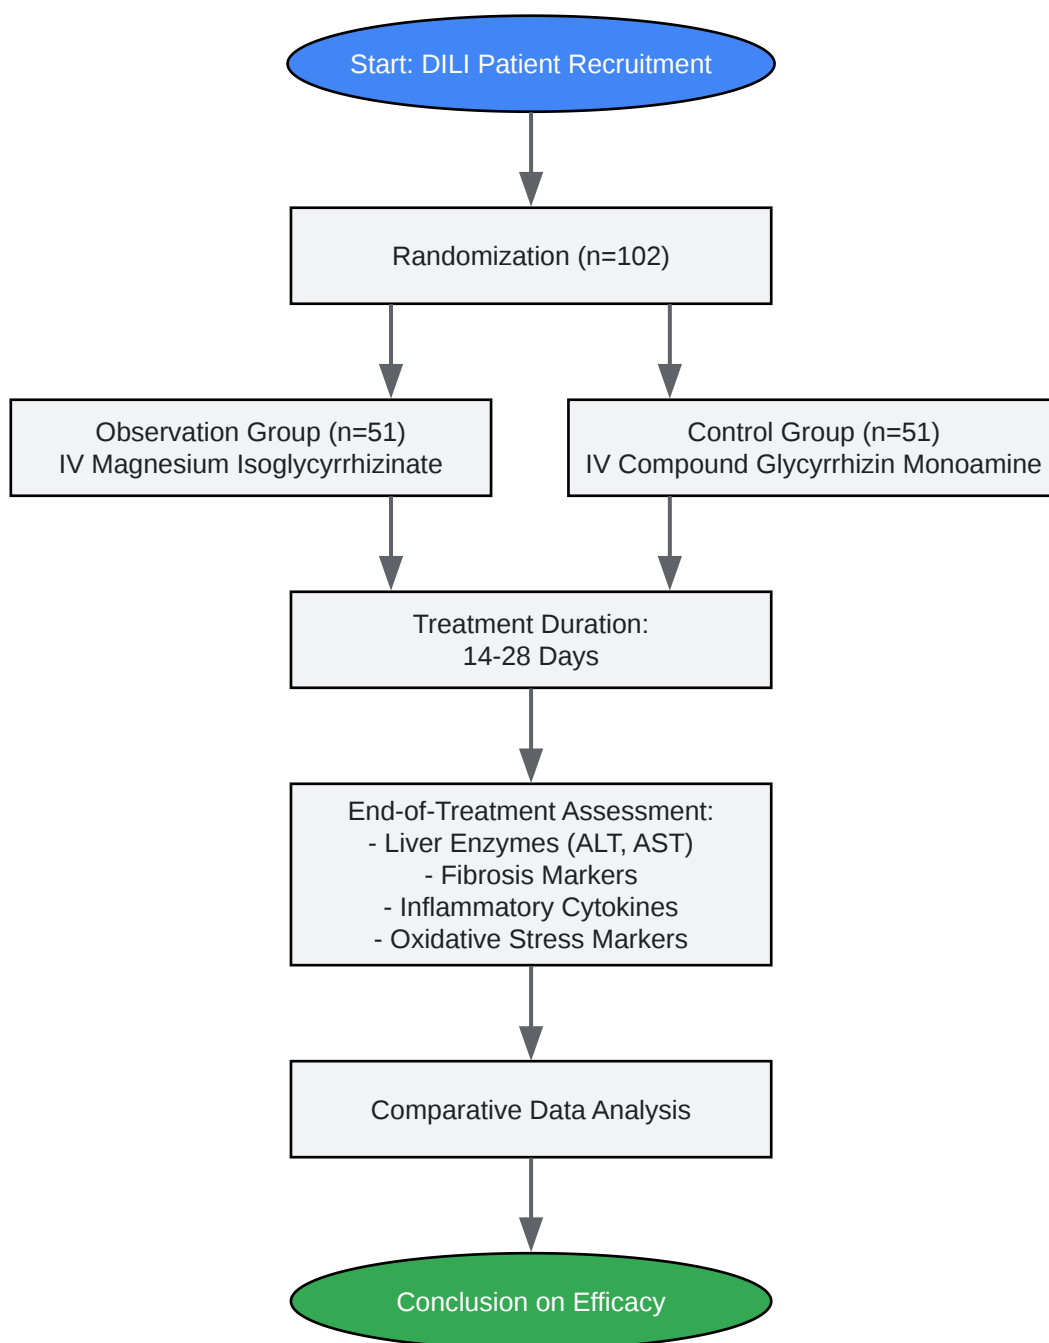 Start: DILI Patient Recruitment
Randomization (n=102)
Observation Group (n=51)
IV Magnesium Isoglycyrrhizinate
Control Group (n=51)
IV Compound Glycyrrhizin Monoamine
Treatment Duration:
14-28 Days
End-of-Treatment Assessment:
- Liver Enzymes (ALT, AST)
- Fibrosis Markers
- Inflammatory Cytokines
- Oxidative Stress Markers
Comparative Data Analysis
Conclusion on Efficacy